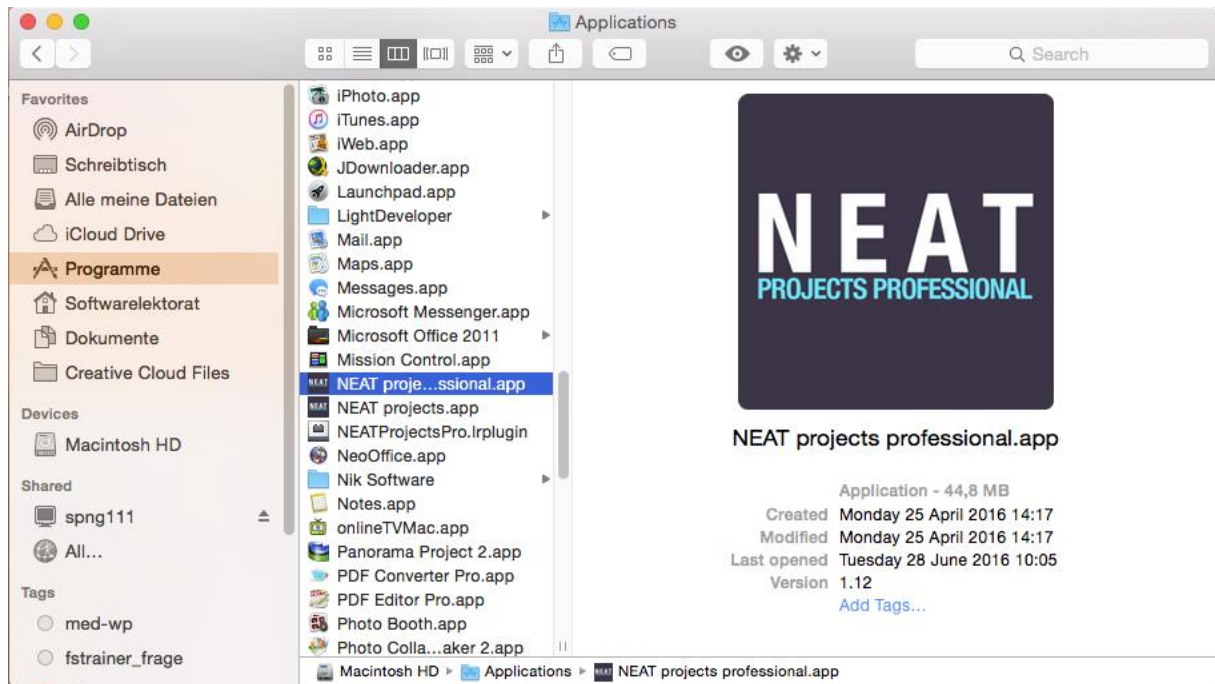 Applications
Search
Favorites
AirDrop
Schreibtisch
Alle meine Dateien
iCloud Drive
Programme
Softwarelektorat
Dokumente
Creative Cloud Files
Devices
Macintosh HD
Shared
spng111
All...
Tags
med-wp
fstrainer_frage
iPhoto.app
iTunes.app
iWeb.app
JDownloader.app
Launchpad.app
LightDeveloper
Mail.app
Maps.app
Messages.app
Microsoft Messenger.app
Microsoft Office 2011
Mission Control.app
NEAT proje...ssional.app
NEAT projects.app
NEATProjectsPro.lrplugin
NeoOffice.app
Nik Software
Notes.app
onlineTVMac.app
Panorama Project 2.app
PDF Converter Pro.app
PDF Editor Pro.app
Photo Booth.app
Photo Colla...aker 2.app
NEAT
PROJECTS PROFESSIONAL
NEAT projects professional.app
Application - 44,8 MB
Created Monday 25 April 2016 14:17
Modified Monday 25 April 2016 14:17
Last opened Tuesday 28 June 2016 10:05
Version 1.12
Add Tags...
Macintosh HD Applications NEAT projects professional.app